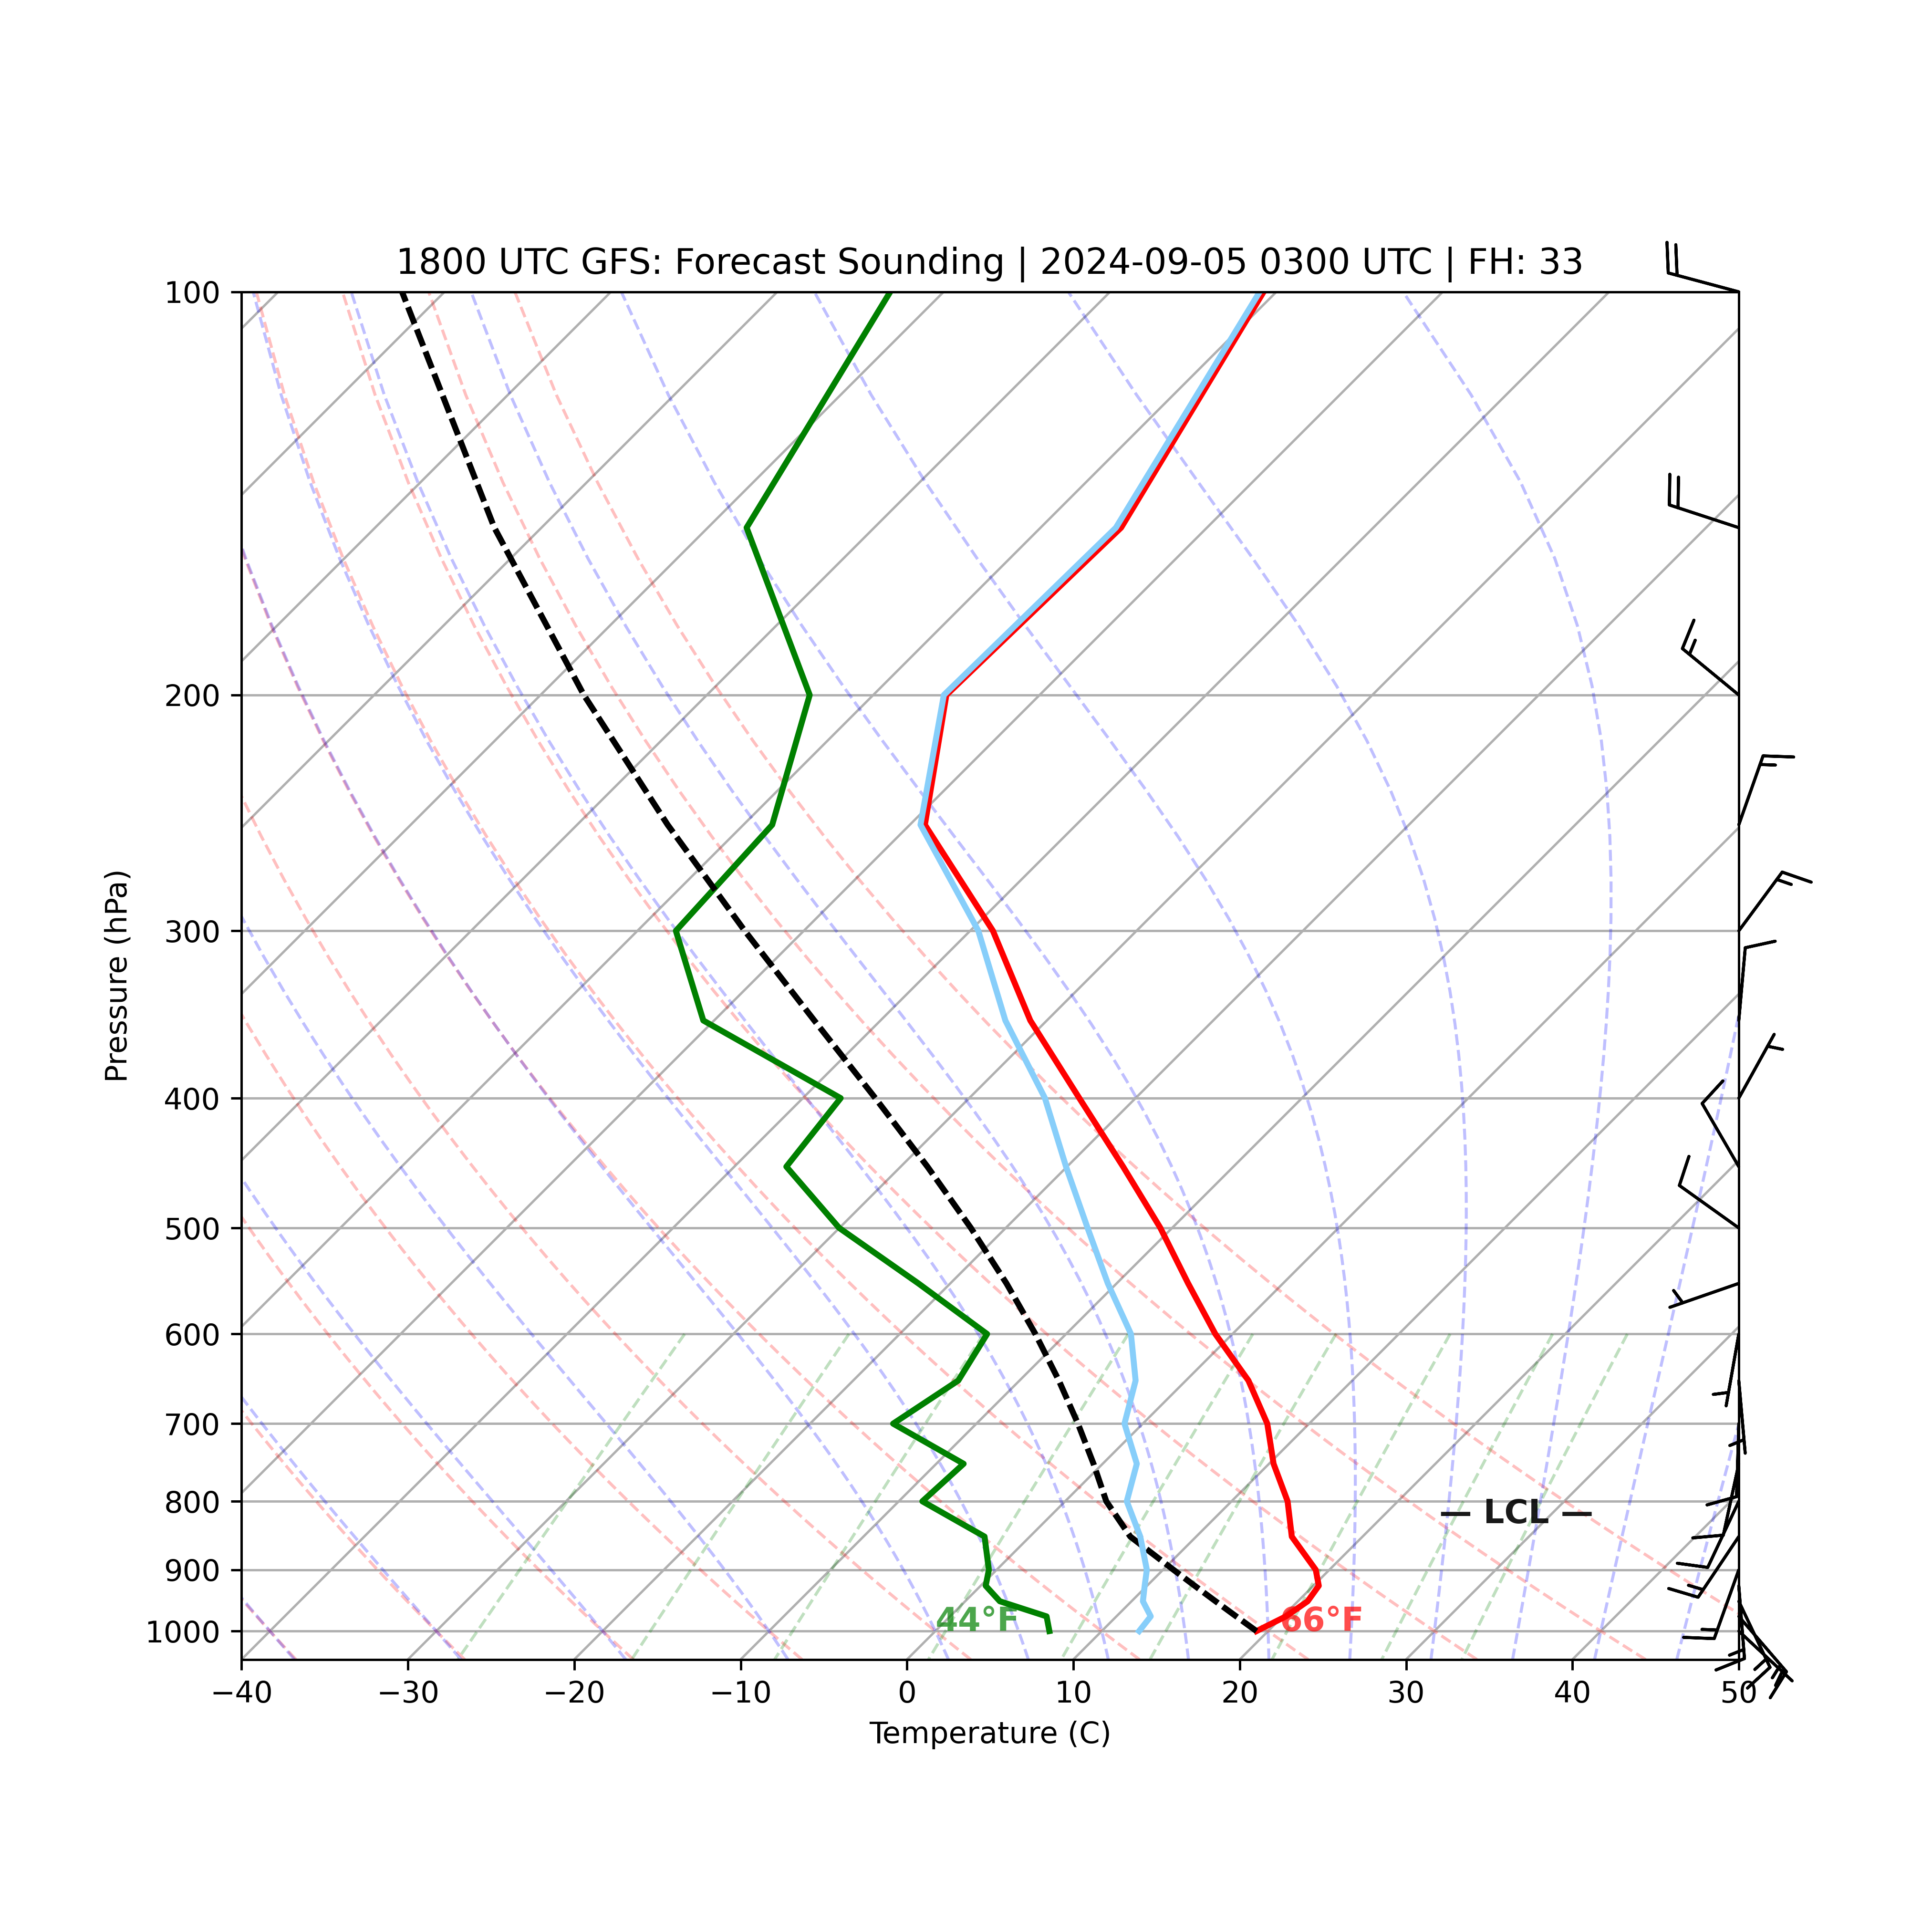 1800 UTC GFS: Forecast Sounding | 2024-09-05 0300 UTC | FH: 33
100
200
300
400
500
600
700
800
900
1000
Pressure (hPa)
— LCL —
44°F
66°F
−40 −30 −20 −10 0 10 20 30 40 50
Temperature (C)